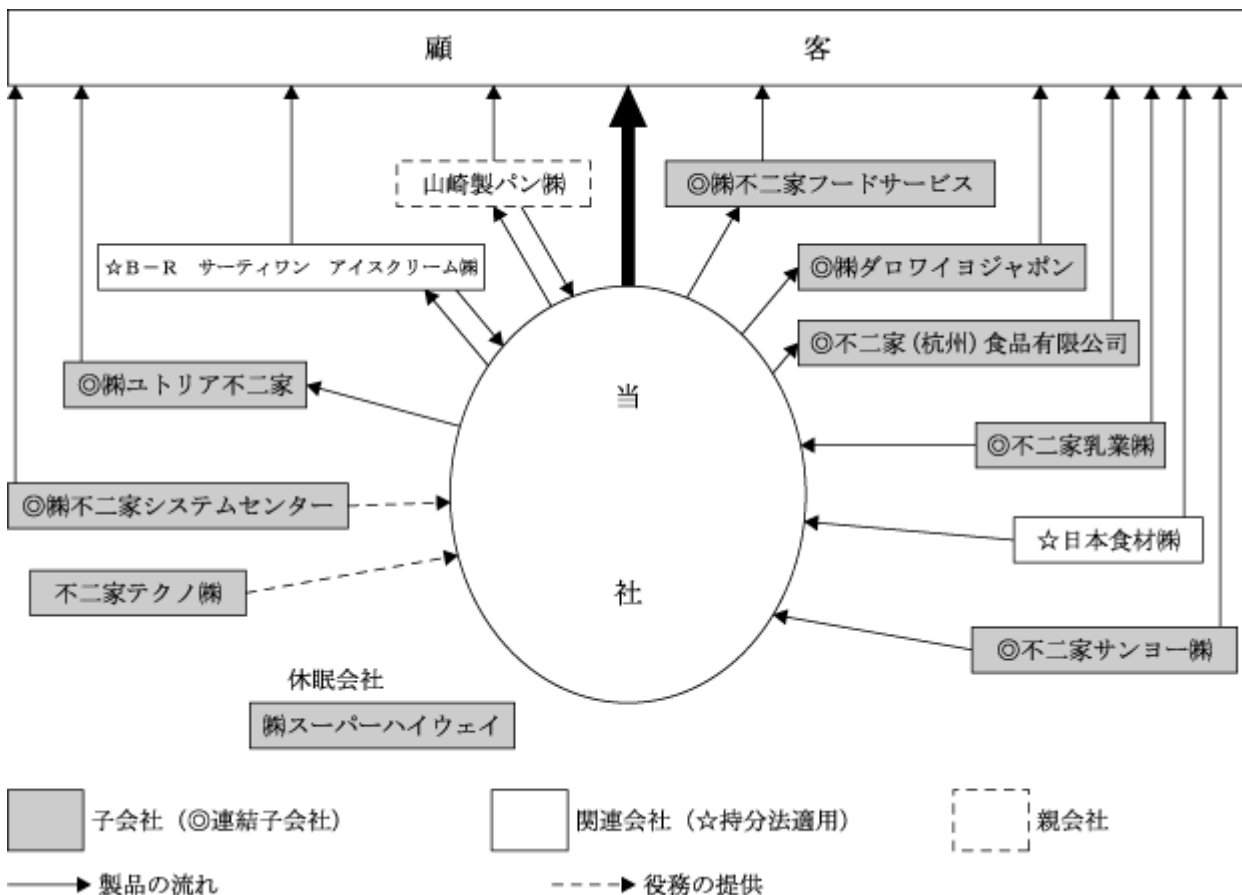 顧　客
山崎製パン㈱
◎㈱不二家フードサービス
☆B－R　サーティワン　アイスクリーム㈱
◎㈱ダロワイヨジャポン
◎不二家(杭州)食品有限公司
◎㈱ユトリア不二家
当
◎不二家乳業㈱
◎㈱不二家システムセンター
☆日本食材㈱
不二家テクノ㈱
社
◎不二家サンヨー㈱
休眠会社
㈱スーパーハイウェイ
子会社（◎連結子会社）
関連会社（☆持分法適用）
親会社
製品の流れ
役務の提供